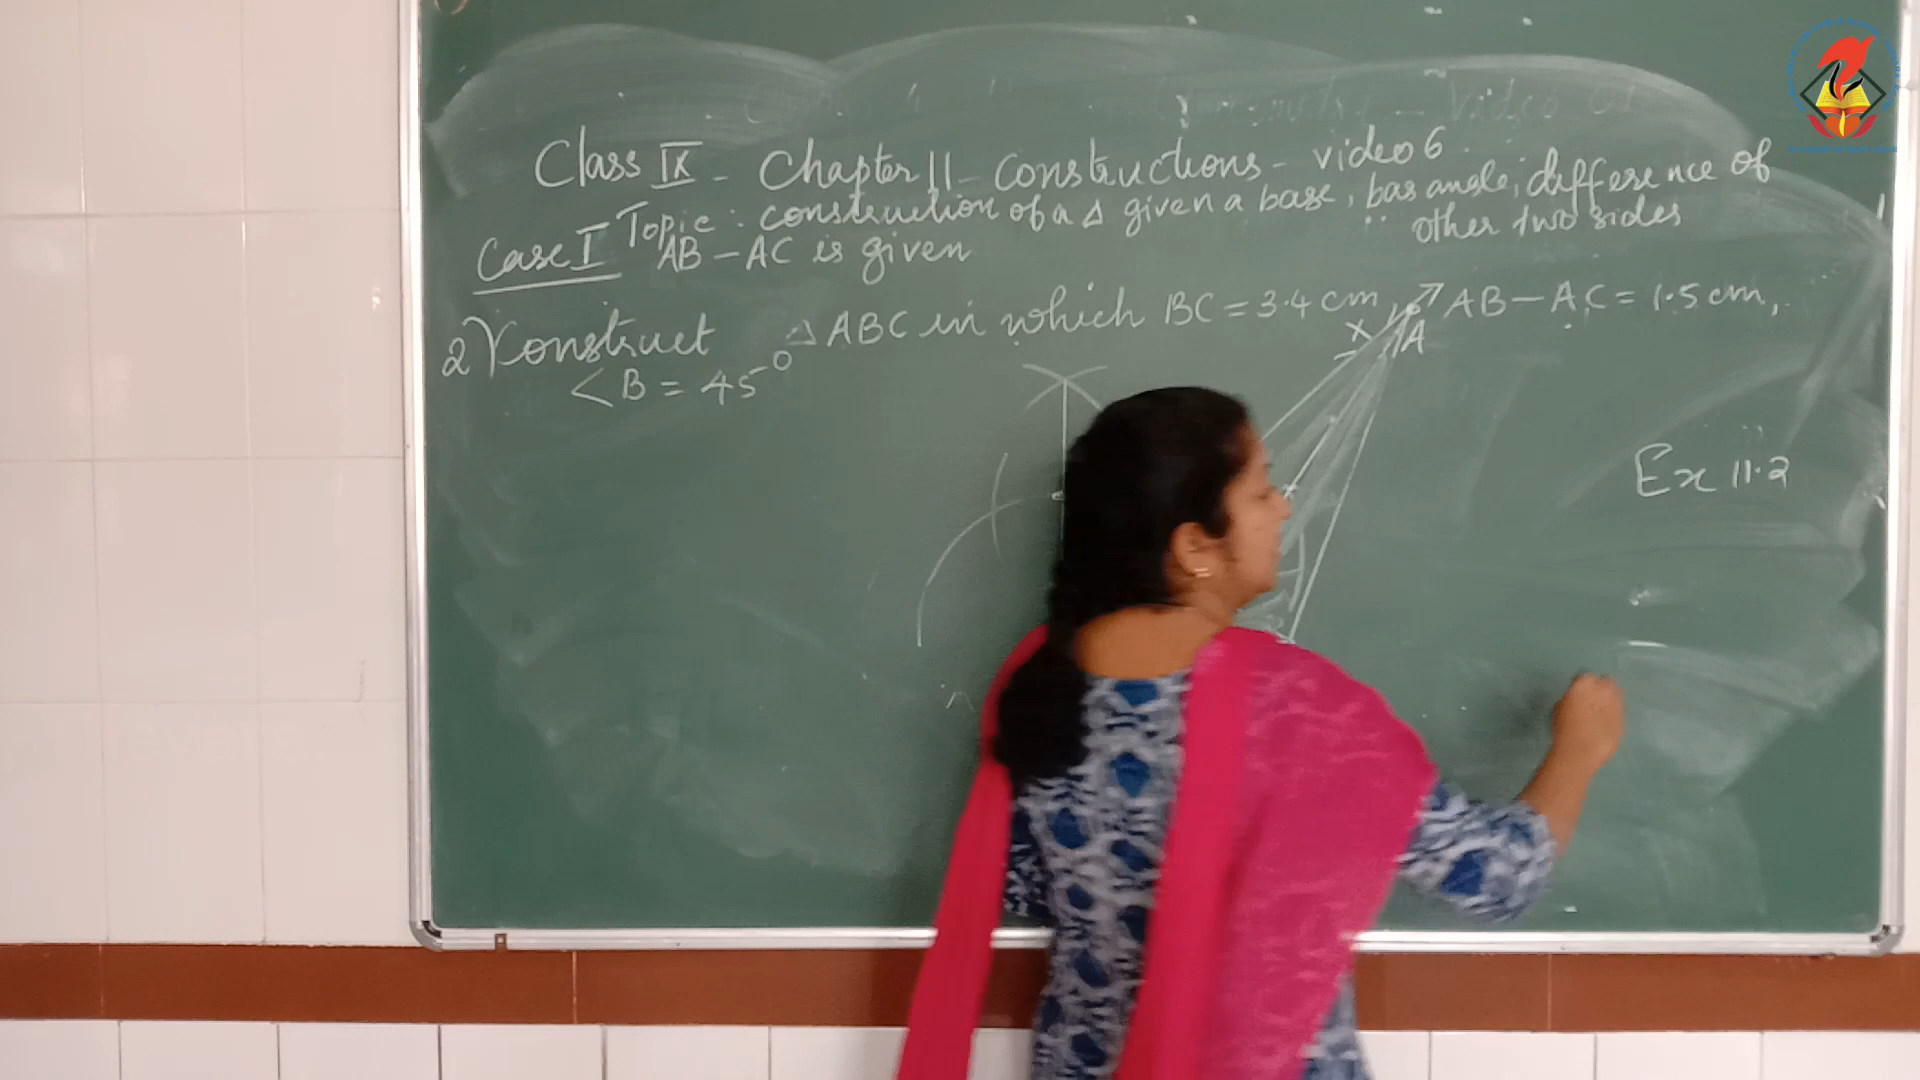 Class IX - Chapter 11 - Constructions - video 6
Topic : construction of a Δ given a base, bas angle, difference of
other two sides
Case I AB - AC is given
2) Construct Δ ABC in which BC = 3.4 cm, AB - AC = 1.5 cm,
< B = 45°
X
A
Ex 11.2